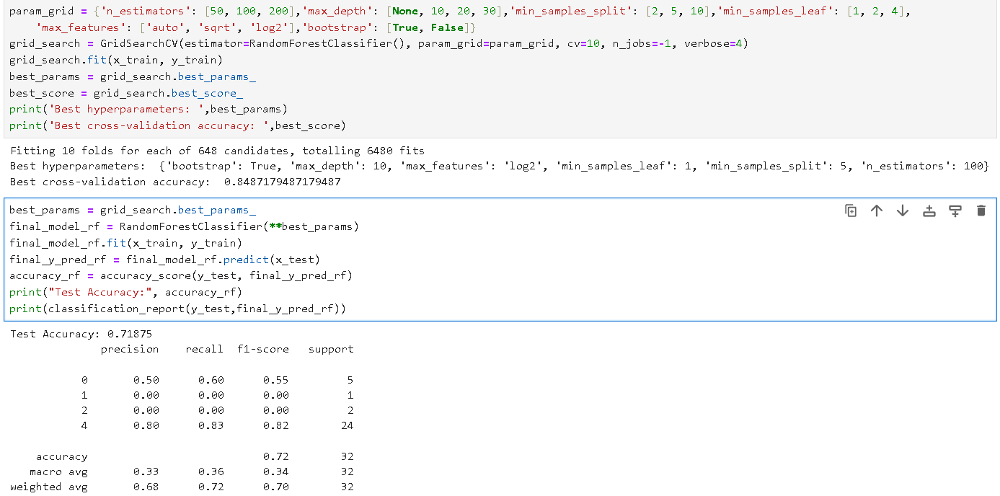 param_grid = {'n_estimators': [50, 100, 200],'max_depth': [None, 10, 20, 30],'min_samples_split': [2, 5, 10],'min_samples_leaf': [1, 2, 4],
    'max_features': ['auto', 'sqrt', 'log2'],'bootstrap': [True, False]}
grid_search = GridSearchCV(estimator=RandomForestClassifier(), param_grid=param_grid, cv=10, n_jobs=-1, verbose=4)
grid_search.fit(x_train, y_train)
best_params = grid_search.best_params_
best_score = grid_search.best_score_
print('Best hyperparameters: ',best_params)
print('Best cross-validation accuracy: ',best_score)
Fitting 10 folds for each of 648 candidates, totalling 6480 fits
Best hyperparameters:  {'bootstrap': True, 'max_depth': 10, 'max_features': 'log2', 'min_samples_leaf': 1, 'min_samples_split': 5, 'n_estimators': 100}
Best cross-validation accuracy:  0.8487179487179487
best_params = grid_search.best_params_
final_model_rf = RandomForestClassifier(**best_params)
final_model_rf.fit(x_train, y_train)
final_y_pred_rf = final_model_rf.predict(x_test)
accuracy_rf = accuracy_score(y_test, final_y_pred_rf)
print("Test Accuracy:", accuracy_rf)
print(classification_report(y_test,final_y_pred_rf))
Test Accuracy: 0.71875
              precision    recall  f1-score   support
           0       0.50      0.60      0.55         5
           1       0.00      0.00      0.00         1
           2       0.00      0.00      0.00         2
           4       0.80      0.83      0.82        24
    accuracy                           0.72        32
   macro avg       0.33      0.36      0.34        32
weighted avg       0.68      0.72      0.70        32